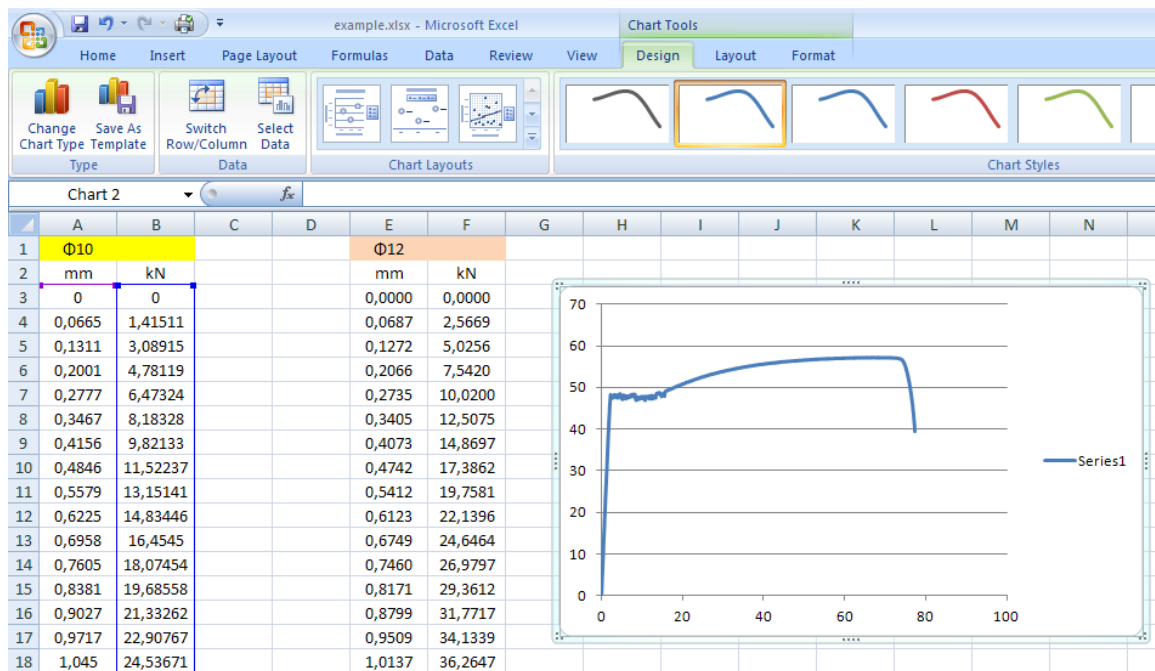 example.xlsx - Microsoft Excel
Chart Tools
Home Insert Page Layout Formulas Data Review View Design Layout Format
Change Chart Type
Save As Template
Switch Row/Column
Select Data
Type Data Chart Layouts Chart Styles
Chart 2 fx
A B C D E F G H I J K L M N
1 Φ10 Φ12
2 mm kN mm kN
3 0 0 0,0000 0,0000
4 0,0665 1,41511 0,0687 2,5669
5 0,1311 3,08915 0,1272 5,0256
6 0,2001 4,78119 0,2066 7,5420
7 0,2777 6,47324 0,2735 10,0200
8 0,3467 8,18328 0,3405 12,5075
9 0,4156 9,82133 0,4073 14,8697
10 0,4846 11,52237 0,4742 17,3862
11 0,5579 13,15141 0,5412 19,7581
12 0,6225 14,83446 0,6123 22,1396
13 0,6958 16,4545 0,6749 24,6464
14 0,7605 18,07454 0,7460 26,9797
15 0,8381 19,68558 0,8171 29,3612
16 0,9027 21,33262 0,8799 31,7717
17 0,9717 22,90767 0,9509 34,1339
18 1,045 24,53671 1,0137 36,2647
70
60
50
40
30
20
10
0
0 20 40 60 80 100
Series1